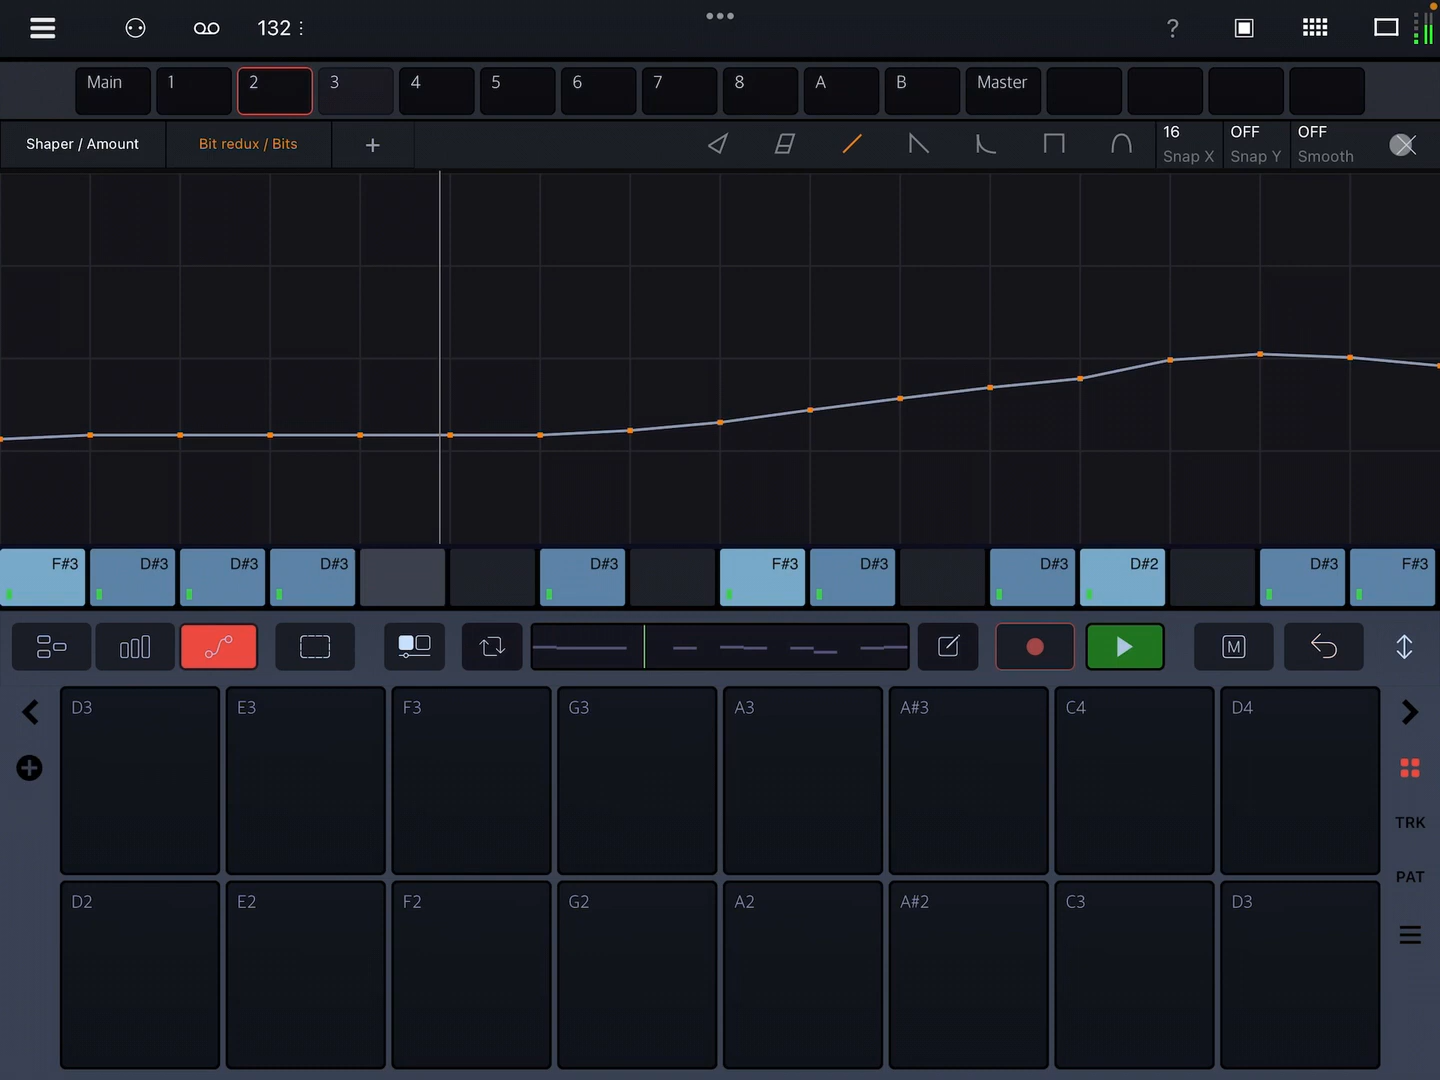 132
?
Main 1 2 3 4 5 6 7 8 A B Master
Shaper / Amount Bit redux / Bits + 16 OFF OFF
Snap X Snap Y Smooth
F#3 D#3 D#3 D#3 D#3 F#3 D#3 D#3 D#2 D#3 F#3
M
D3 E3 F3 G3 A3 A#3 C4 D4
TRK
PAT
D2 E2 F2 G2 A2 A#2 C3 D3